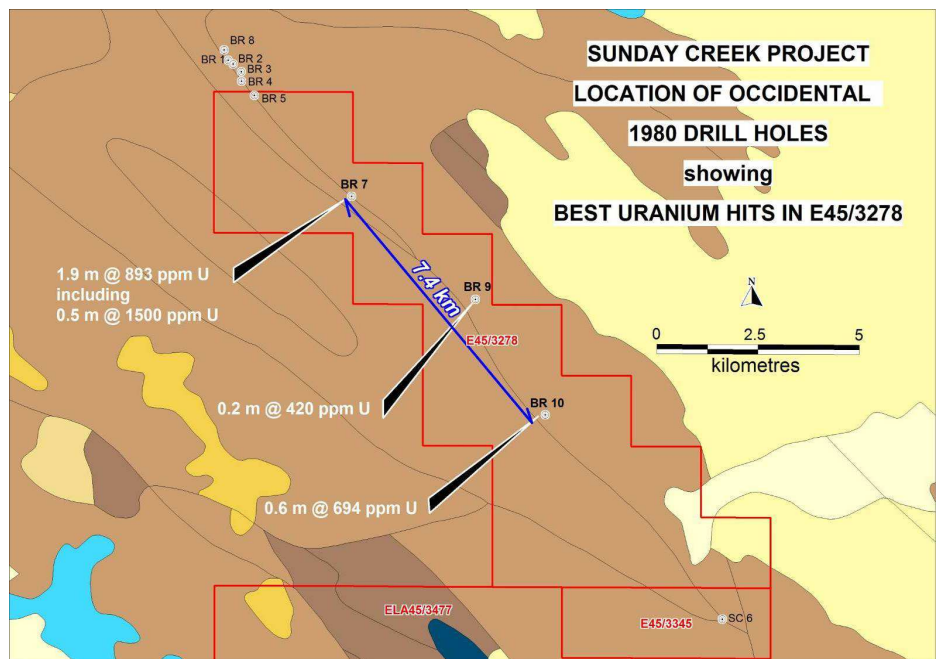 SUNDAY CREEK PROJECT
LOCATION OF OCCIDENTAL
1980 DRILL HOLES
showing
BEST URANIUM HITS IN E45/3278
BR 8
BR 1
BR 2
BR 3
BR 4
BR 5
BR 7
1.9 m @ 893 ppm U
including
0.5 m @ 1500 ppm U
7.4 km
BR 9
E45/3278
N
0 2.5 5
kilometres
0.2 m @ 420 ppm U
BR 10
0.6 m @ 694 ppm U
ELA45/3477
E45/3345
SC 6